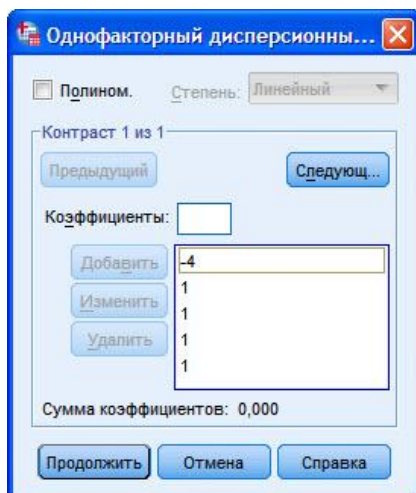 Однофакторный дисперсионны...
Полином. Степень: Линейный
Контраст 1 из 1
Предыдущий Следующ...
Коэффициенты:
Добавить
Изменить
Удалить
-4
1
1
1
1
Сумма коэффициентов: 0,000
Продолжить Отмена Справка